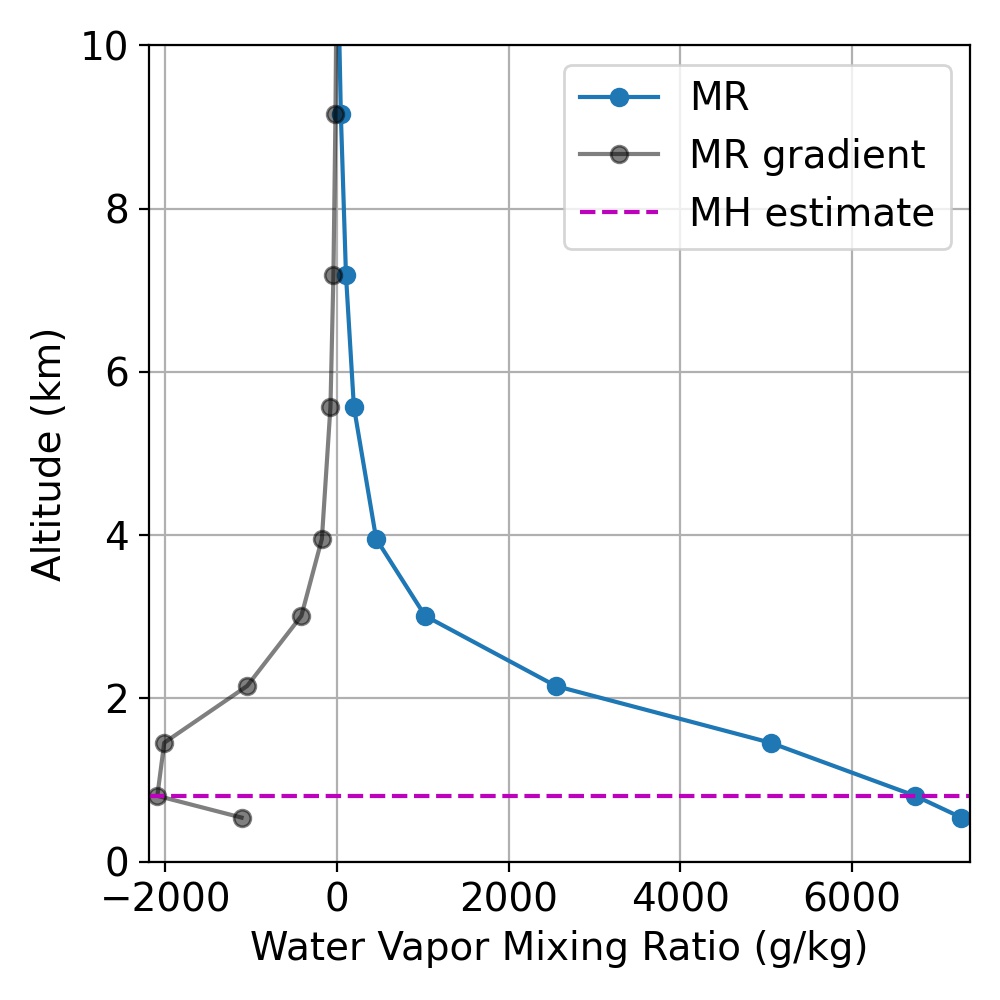 10
8
6
4
2
0
Altitude (km)
MR
MR gradient
MH estimate
−2000 0 2000 4000 6000
Water Vapor Mixing Ratio (g/kg)